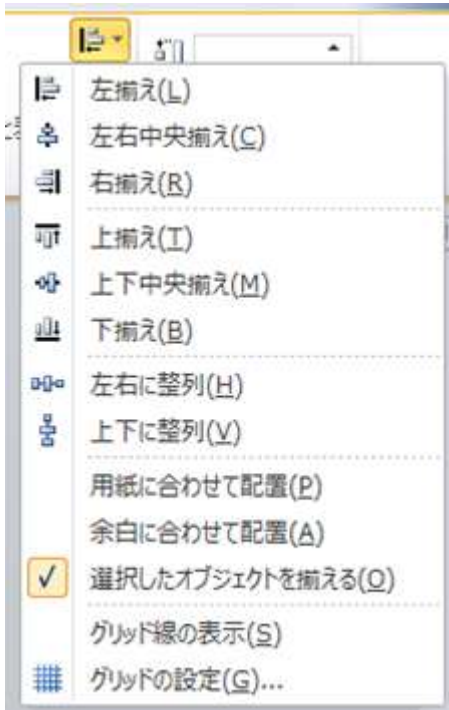 左揃え(L)
左右中央揃え(C)
右揃え(R)
上揃え(T)
上下中央揃え(M)
下揃え(B)
左右に整列(H)
上下に整列(V)
用紙に合わせて配置(P)
余白に合わせて配置(A)
選択したオブジェクトを揃える(O)
グリッド線の表示(S)
グリッドの設定(G)...